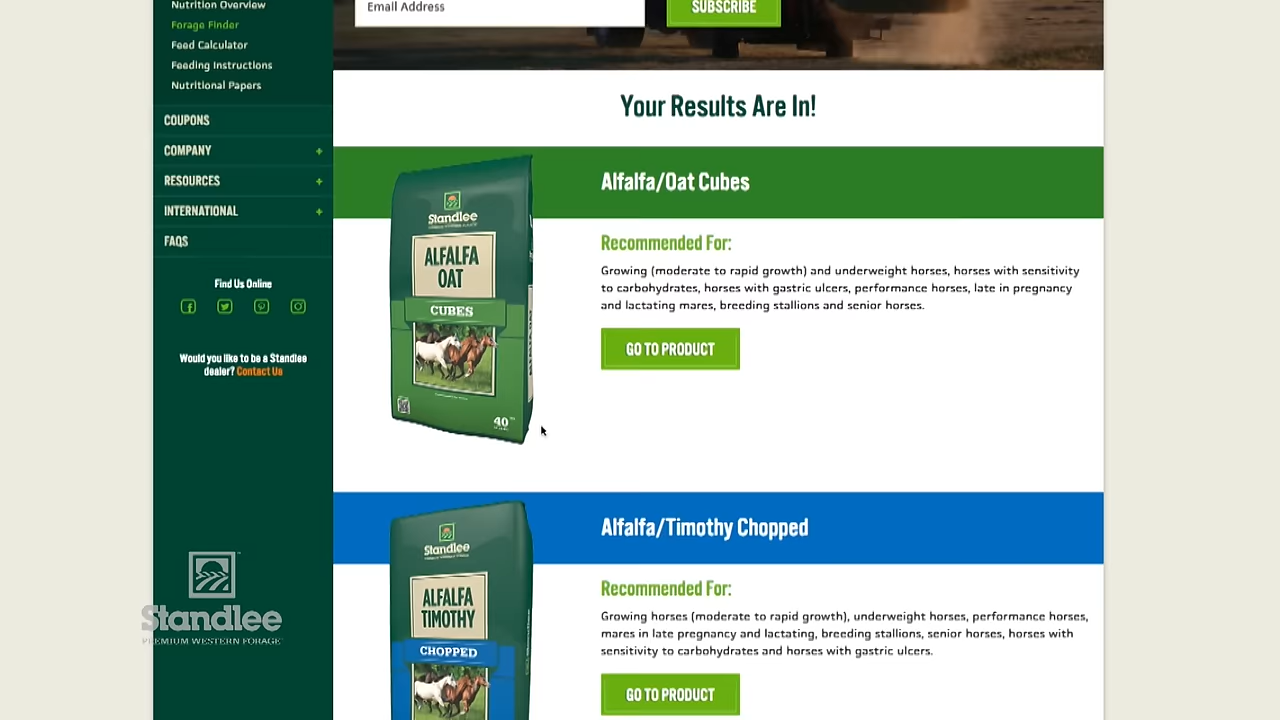 Nutrition Overview
Forage Finder
Feed Calculator
Feeding Instructions
Nutritional Papers
COUPONS
COMPANY +
RESOURCES +
INTERNATIONAL +
FAQS
Find Us Online
Would you like to be a Standlee
dealer? Contact Us
Standlee
PREMIUM WESTERN FORAGE
Email Address
SUBSCRIBE
Your Results Are In!
Alfalfa/Oat Cubes
Standlee
ALFALFA
OAT
CUBES
40
Recommended For:
Growing (moderate to rapid growth) and underweight horses, horses with sensitivity
to carbohydrates, horses with gastric ulcers, performance horses, late in pregnancy
and lactating mares, breeding stallions and senior horses.
GO TO PRODUCT
Alfalfa/Timothy Chopped
Standlee
ALFALFA
TIMOTHY
CHOPPED
Recommended For:
Growing horses (moderate to rapid growth), underweight horses, performance horses,
mares in late pregnancy and lactating, breeding stallions, senior horses, horses with
sensitivity to carbohydrates and horses with gastric ulcers.
GO TO PRODUCT